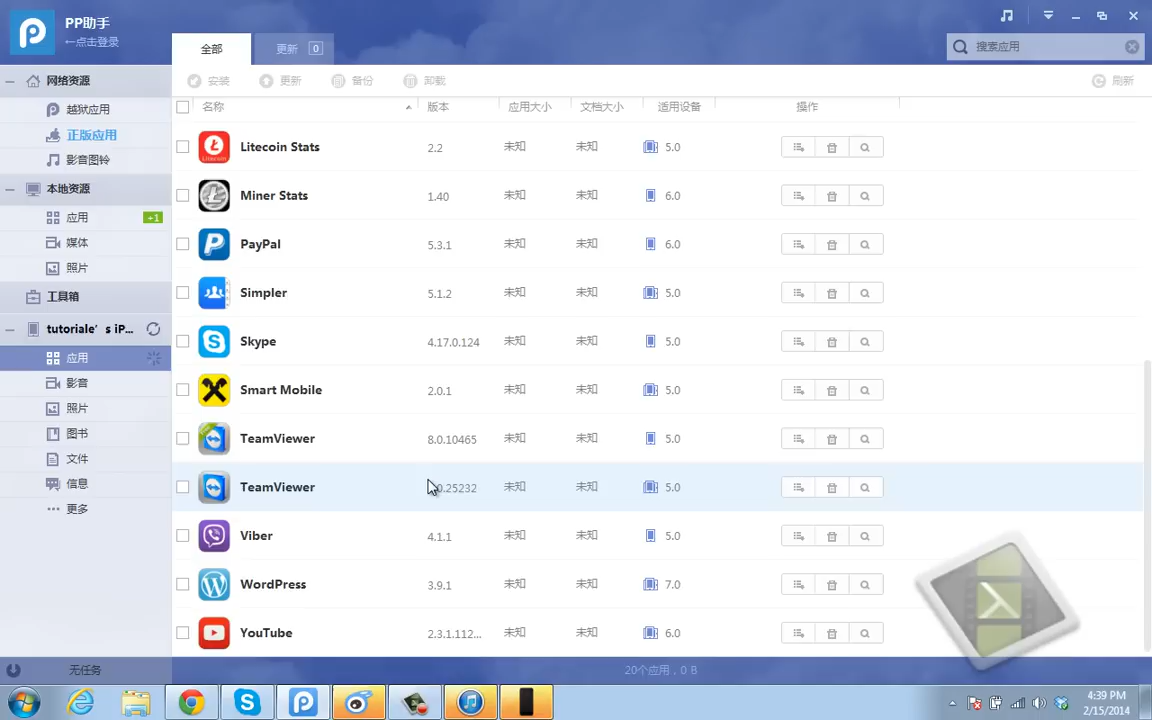 PP助手
←点击登录
搜索应用
全部
更新 0
安装
更新
备份
卸载
刷新
名称 版本 应用大小 文档大小 适用设备 操作
网络资源
越狱应用
正版应用
影音图铃
本地资源
应用 +1
媒体
照片
工具箱
tutoriale’s iP...
应用
影音
照片
图书
文件
信息
更多
Litecoin Stats 2.2 未知 未知 5.0
Miner Stats 1.40 未知 未知 6.0
PayPal 5.3.1 未知 未知 6.0
Simpler 5.1.2 未知 未知 5.0
Skype 4.17.0.124 未知 未知 5.0
Smart Mobile 2.0.1 未知 未知 5.0
TeamViewer 8.0.10465 未知 未知 5.0
TeamViewer .25232 未知 未知 5.0
Viber 4.1.1 未知 未知 5.0
WordPress 3.9.1 未知 未知 7.0
YouTube 2.3.1.112... 未知 未知 6.0
无任务
20个应用，0 B
4:39 PM
2/15/2014